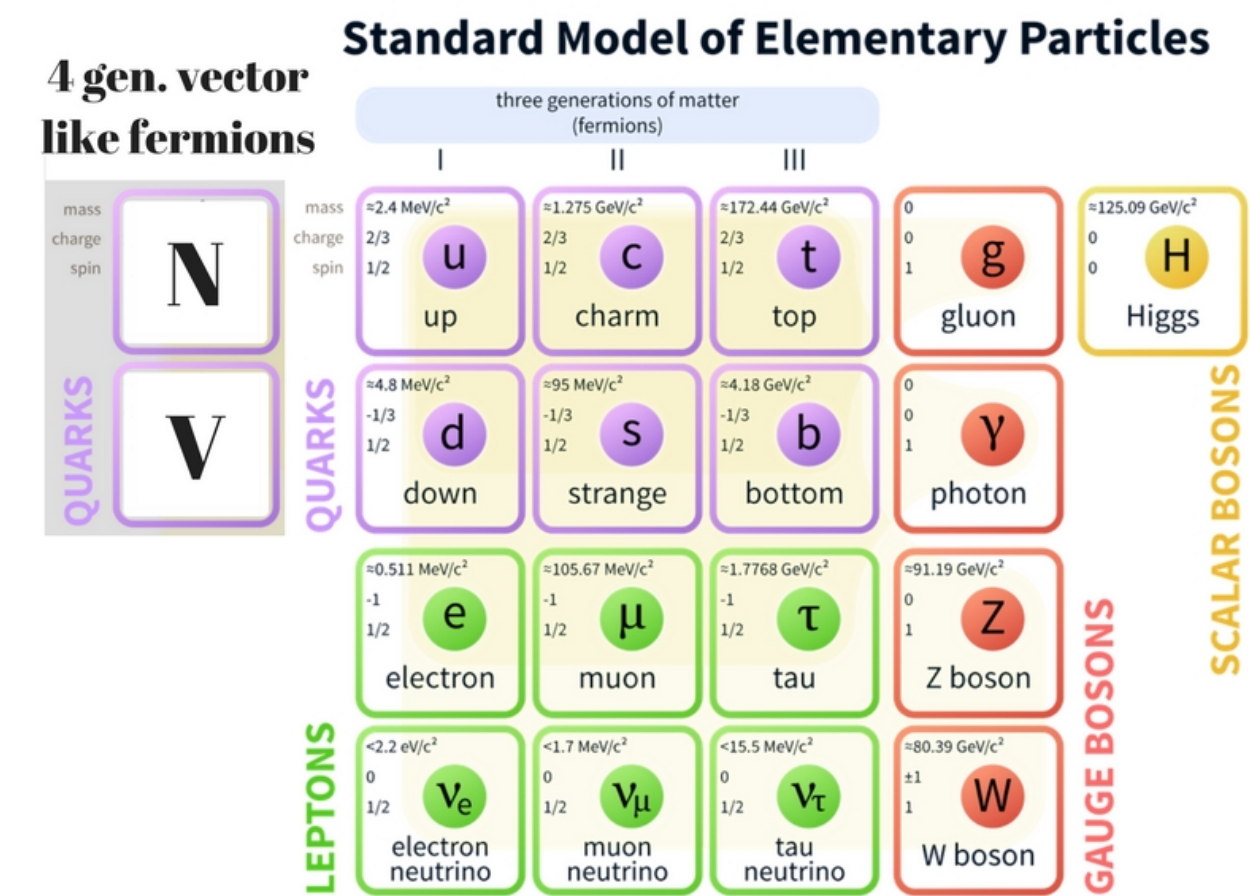 Standard Model of Elementary Particles
4 gen. vector
like fermions
three generations of matter
(fermions)
I
II
III
mass
charge
spin
N
QUARKS
V
mass
charge
spin
QUARKS
≈2.4 MeV/c²
2/3
1/2
u
up
≈1.275 GeV/c²
2/3
1/2
c
charm
≈172.44 GeV/c²
2/3
1/2
t
top
0
0
1
g
gluon
≈125.09 GeV/c²
0
0
H
Higgs
≈4.8 MeV/c²
-1/3
1/2
d
down
≈95 MeV/c²
-1/3
1/2
s
strange
≈4.18 GeV/c²
-1/3
1/2
b
bottom
0
0
1
γ
photon
SCALAR BOSONS
LEPTONS
≈0.511 MeV/c²
-1
1/2
e
electron
≈105.67 MeV/c²
-1
1/2
μ
muon
≈1.7768 GeV/c²
-1
1/2
τ
tau
≈91.19 GeV/c²
0
1
Z
Z boson
GAUGE BOSONS
<2.2 eV/c²
0
1/2
νe
electron
neutrino
<1.7 MeV/c²
0
1/2
νμ
muon
neutrino
<15.5 MeV/c²
0
1/2
ντ
tau
neutrino
≈80.39 GeV/c²
±1
1
W
W boson